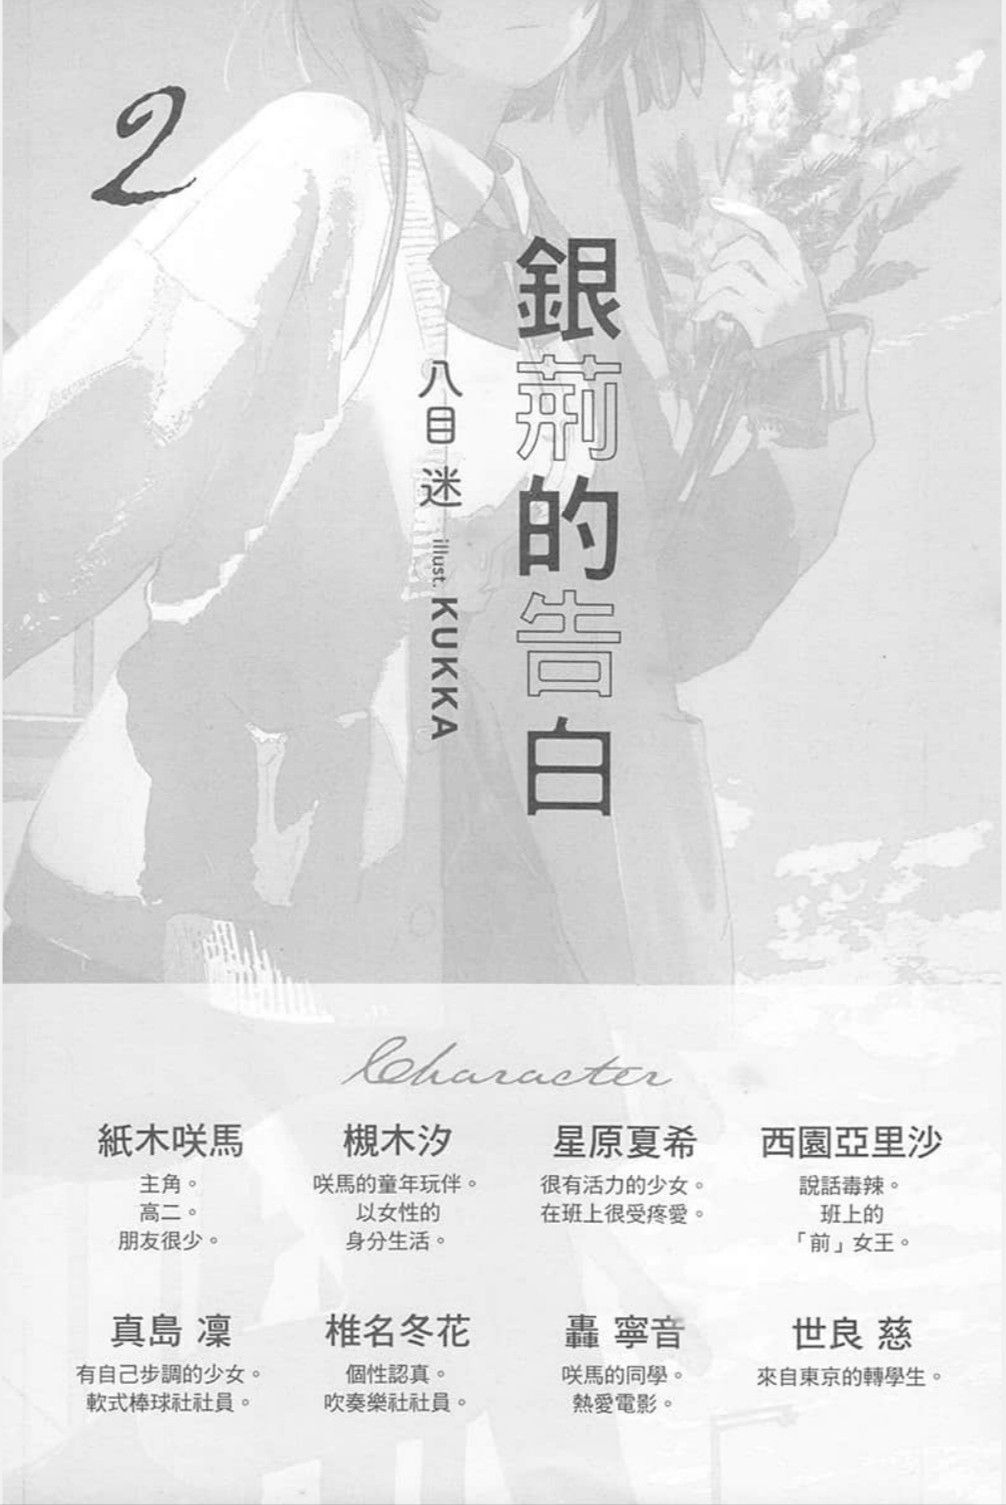 2
銀荊的告白
八目迷
illust. KUKKA
Character
紙木咲馬
主角。
高二。
朋友很少。
槻木汐
咲馬的童年玩伴。
以女性的
身分生活。
星原夏希
很有活力的少女。
在班上很受疼愛。
西園亞里沙
說話毒辣。
班上的
「前」女王。
真島 凜
有自己步調的少女。
軟式棒球社社員。
椎名冬花
個性認真。
吹奏樂社社員。
轟 寧音
咲馬的同學。
熱愛電影。
世良 慈
來自東京的轉學生。